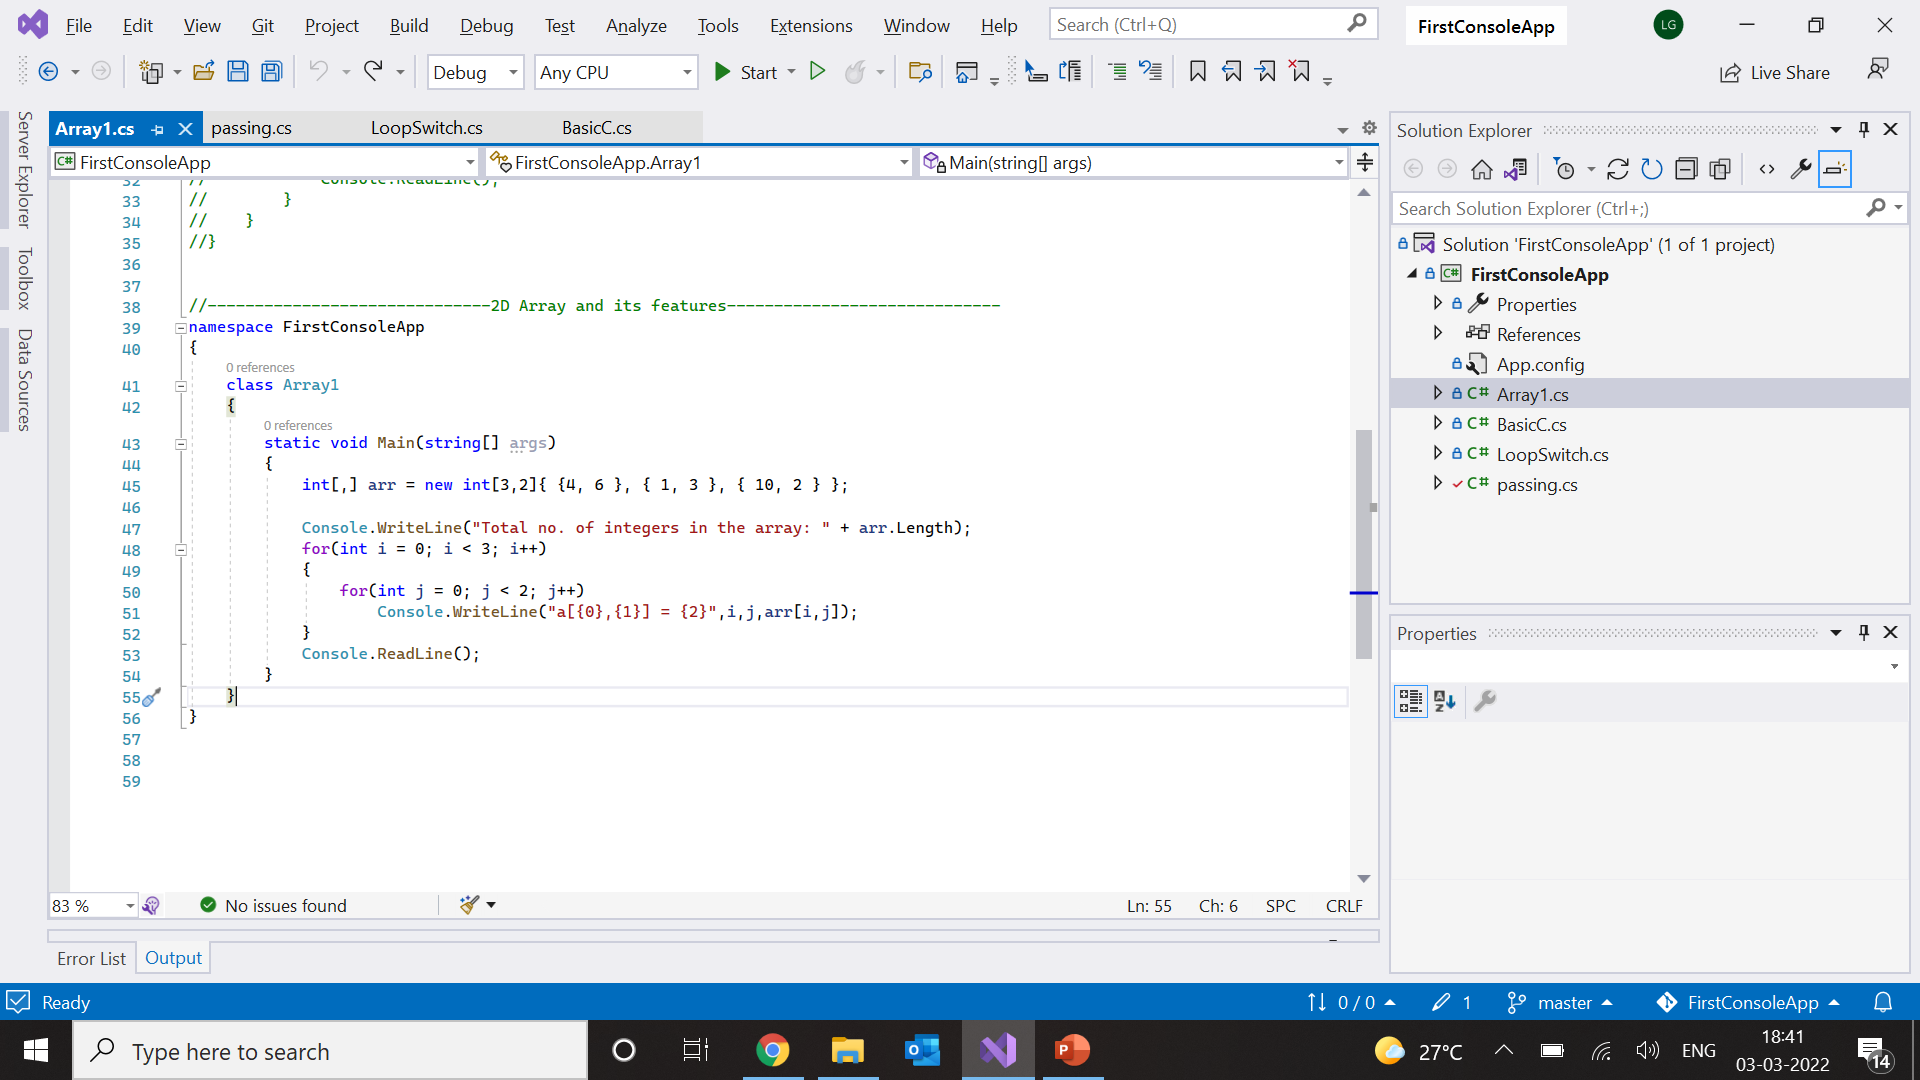 File Edit View Git Project Build Debug Test Analyze Tools Extensions Window Help Search (Ctrl+Q) FirstConsoleApp LG
Debug Any CPU Start Live Share
Server Explorer
Toolbox
Data Sources
Array1.cs passing.cs LoopSwitch.cs BasicC.cs
FirstConsoleApp FirstConsoleApp.Array1 Main(string[] args)
32 // Console.ReadLine();
33 // }
34 // }
35 //}
36
37
38 //------------------------------2D Array and its features-----------------------------
39 namespace FirstConsoleApp
40 {
0 references
41 class Array1
42 {
0 references
43 static void Main(string[] args)
44 {
45 int[,] arr = new int[3,2]{ {4, 6 }, { 1, 3 }, { 10, 2 } };
46
47 Console.WriteLine("Total no. of integers in the array: " + arr.Length);
48 for(int i = 0; i < 3; i++)
49 {
50 for(int j = 0; j < 2; j++)
51 Console.WriteLine("a[{0},{1}] = {2}",i,j,arr[i,j]);
52 }
53 Console.ReadLine();
54 }
55 }
56 }
57
58
59
83 % No issues found Ln: 55 Ch: 6 SPC CRLF
Error List Output
Solution Explorer
Search Solution Explorer (Ctrl+;)
Solution 'FirstConsoleApp' (1 of 1 project)
C# FirstConsoleApp
Properties
References
App.config
C# Array1.cs
C# BasicC.cs
C# LoopSwitch.cs
C# passing.cs
Properties
Ready 0 / 0 1 master FirstConsoleApp
Type here to search 27°C ENG 18:41
03-03-2022 14